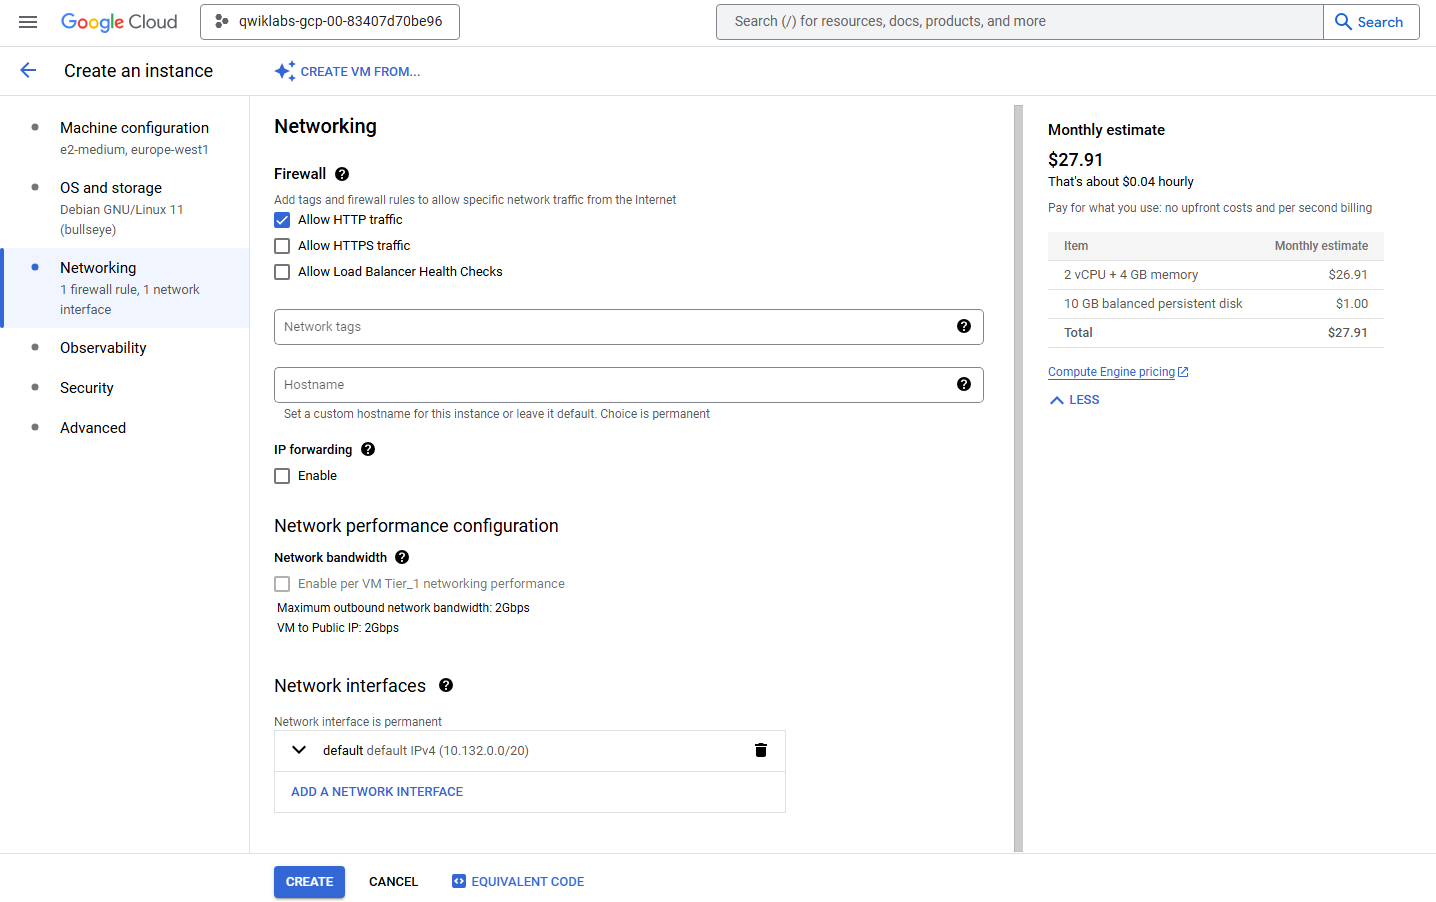 Google Cloud
qwiklabs-gcp-00-83407d70be96
Search (/) for resources, docs, products, and more
Search
Create an instance
CREATE VM FROM...
Machine configuration
e2-medium, europe-west1
OS and storage
Debian GNU/Linux 11
(bullseye)
Networking
1 firewall rule, 1 network
interface
Observability
Security
Advanced
Networking
Firewall
Add tags and firewall rules to allow specific network traffic from the Internet
Allow HTTP traffic
Allow HTTPS traffic
Allow Load Balancer Health Checks
Network tags
Hostname
Set a custom hostname for this instance or leave it default. Choice is permanent
IP forwarding
Enable
Network performance configuration
Network bandwidth
Enable per VM Tier_1 networking performance
Maximum outbound network bandwidth: 2Gbps
VM to Public IP: 2Gbps
Network interfaces
Network interface is permanent
default default IPv4 (10.132.0.0/20)
ADD A NETWORK INTERFACE
Monthly estimate
$27.91
That's about $0.04 hourly
Pay for what you use: no upfront costs and per second billing
Item Monthly estimate
2 vCPU + 4 GB memory $26.91
10 GB balanced persistent disk $1.00
Total $27.91
Compute Engine pricing
LESS
CREATE
CANCEL
EQUIVALENT CODE